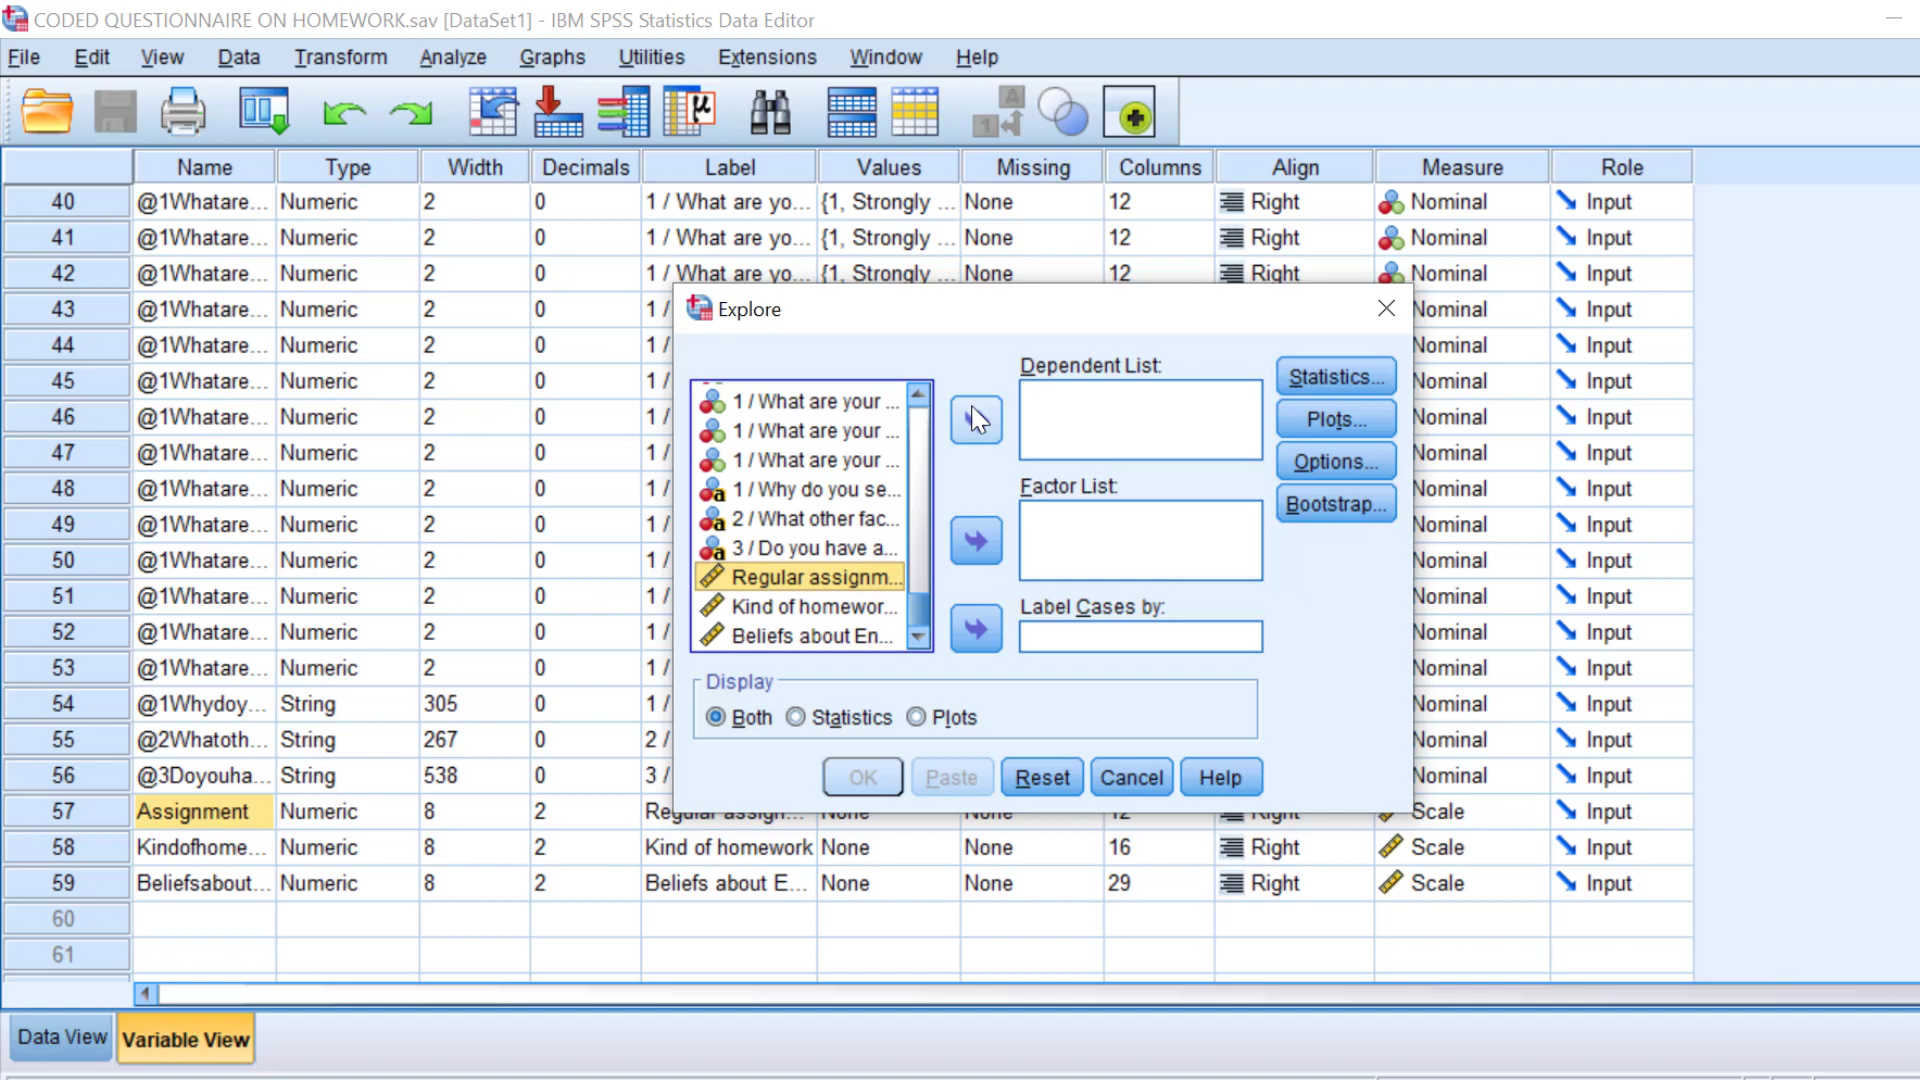 CODED QUESTIONNAIRE ON HOMEWORK.sav [DataSet1] - IBM SPSS Statistics Data Editor
File Edit View Data Transform Analyze Graphs Utilities Extensions Window Help
Name Type Width Decimals Label Values Missing Columns Align Measure Role
40 @1Whatare... Numeric 2 0 1 / What are yo... {1, Strongly ... None 12 Right Nominal Input
41 @1Whatare... Numeric 2 0 1 / What are yo... {1, Strongly ... None 12 Right Nominal Input
42 @1Whatare... Numeric 2 0 1 / What are yo... {1, Strongly ... None 12 Right Nominal Input
43 @1Whatare... Numeric 2 0 1 / Nominal Input
44 @1Whatare... Numeric 2 0 1 / Nominal Input
45 @1Whatare... Numeric 2 0 1 / Nominal Input
46 @1Whatare... Numeric 2 0 1 / Nominal Input
47 @1Whatare... Numeric 2 0 1 / Nominal Input
48 @1Whatare... Numeric 2 0 1 / Nominal Input
49 @1Whatare... Numeric 2 0 1 / Nominal Input
50 @1Whatare... Numeric 2 0 1 / Nominal Input
51 @1Whatare... Numeric 2 0 1 / Nominal Input
52 @1Whatare... Numeric 2 0 1 / Nominal Input
53 @1Whatare... Numeric 2 0 1 / Nominal Input
54 @1Whydoy... String 305 0 1 / Nominal Input
55 @2Whatoth... String 267 0 2 / Nominal Input
56 @3Doyouha... String 538 0 3 / Nominal Input
57 Assignment Numeric 8 2 Regular assign... None None 12 Right Scale Input
58 Kindofhome... Numeric 8 2 Kind of homework None None 16 Right Scale Input
59 Beliefsabout... Numeric 8 2 Beliefs about E... None None 29 Right Scale Input
60
61
Explore
1 / What are your ...
1 / What are your ...
1 / What are your ...
1 / Why do you se...
2 / What other fac...
3 / Do you have a...
Regular assignm...
Kind of homewor...
Beliefs about En...
Dependent List:
Factor List:
Label Cases by:
Statistics...
Plots...
Options...
Bootstrap...
Display
Both Statistics Plots
OK Paste Reset Cancel Help
Data View Variable View